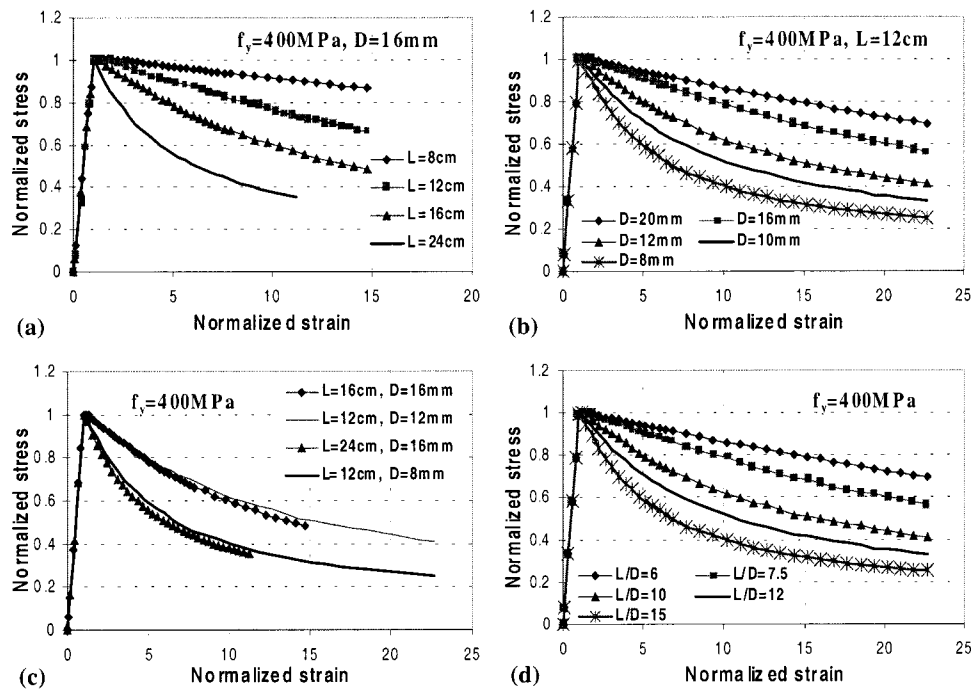 f_y=400MPa, D=16mm
Normalized stress
1.2
1
0.8
0.6
0.4
0.2
0
L=8cm
L=12cm
L=16cm
L=24cm
0 5 10 15 20
Normalized strain
(a)
f_y=400MPa, L=12cm
Normalized stress
1.2
1
0.8
0.6
0.4
0.2
0
D=20mm D=16mm
D=12mm D=10mm
D=8mm
0 5 10 15 20 25
Normalized strain
(b)
f_y=400MPa
Normalized stress
1.2
1
0.8
0.6
0.4
0.2
0
L=16cm, D=16mm
L=12cm, D=12mm
L=24cm, D=16mm
L=12cm, D=8mm
0 5 10 15 20 25
Normalized strain
(c)
f_y=400MPa
Normalized stress
1.2
1
0.8
0.6
0.4
0.2
0
L/D=6 L/D=7.5
L/D=10 L/D=12
L/D=15
0 5 10 15 20 25
Normalized strain
(d)